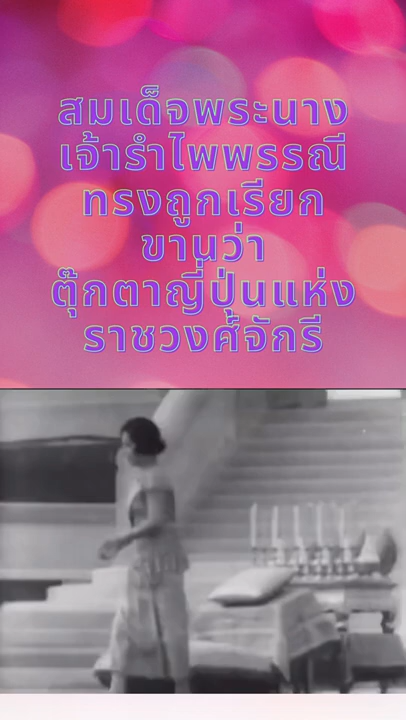 สมเด็จพระนาง
เจ้ารำไพพรรณี
ทรงถูกเรียก
ขานว่า
ตุ๊กตาญี่ปุ่นแห่ง
ราชวงศ์จักรี